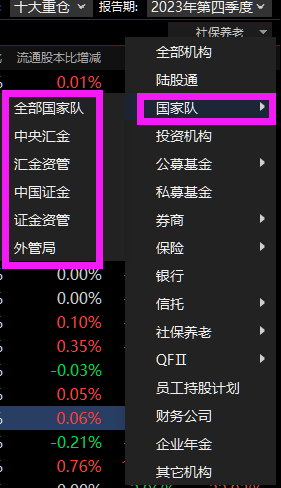 十大重仓 报告期: 2023年第四季度
社保养老
流通股本比增减
0.01%
全部机构
陆股通
国家队
投资机构
公募基金
私募基金
券商
保险
银行
信托
社保养老
QFII
员工持股计划
财务公司
企业年金
其它机构
全部国家队
中央汇金
汇金资管
中国证金
证金资管
外管局
0.00%
0.00%
0.10%
0.35%
-0.03%
0.05%
0.06%
-0.21%
0.76%